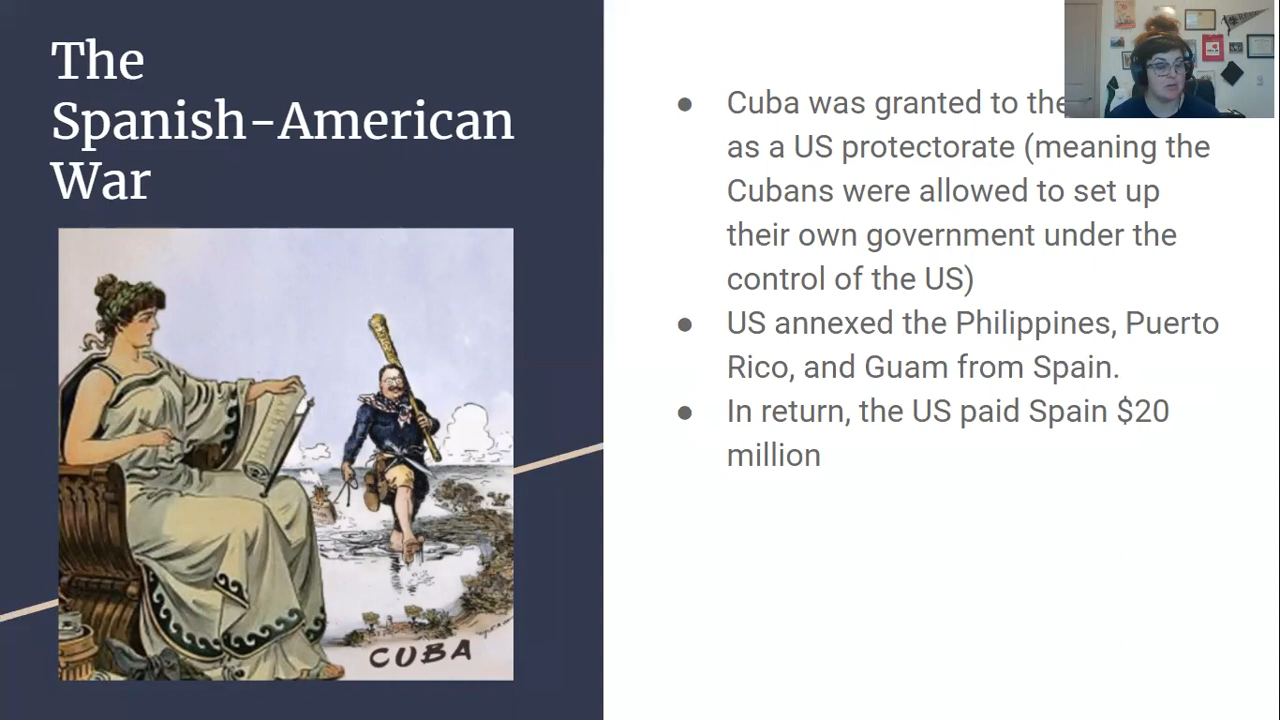 The
Spanish-American
War
CUBA
Cuba was granted to the
as a US protectorate (meaning the
Cubans were allowed to set up
their own government under the
control of the US)
US annexed the Philippines, Puerto
Rico, and Guam from Spain.
In return, the US paid Spain $20
million